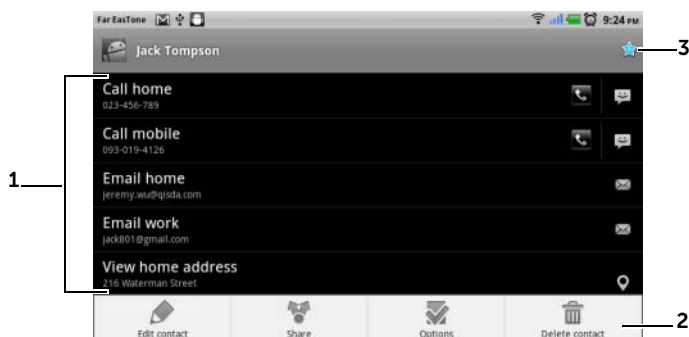 FarEasTone 9:24 PM
Jack Tompson
3
Call home
023-456-789
Call mobile
093-019-4126
1
Email home
jeremy.wu@qisda.com
Email work
jack801@gmail.com
View home address
216 Waterman Street
Edit contact Share Options Delete contact
2